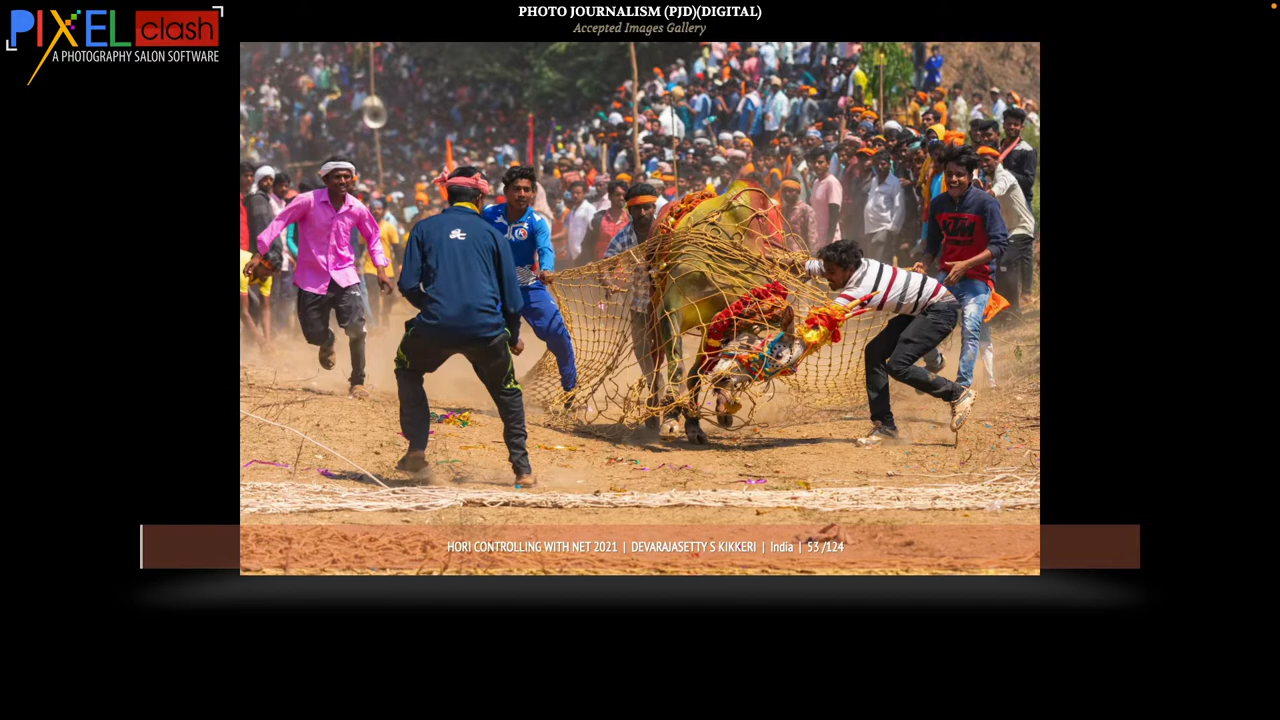 PIXEL clash
A PHOTOGRAPHY SALON SOFTWARE
PHOTO JOURNALISM (PJD)(DIGITAL)
Accepted Images Gallery
KTM
HORI CONTROLLING WITH NET 2021 | DEVARAJASETTY S KIKKERI | India | 53 /124